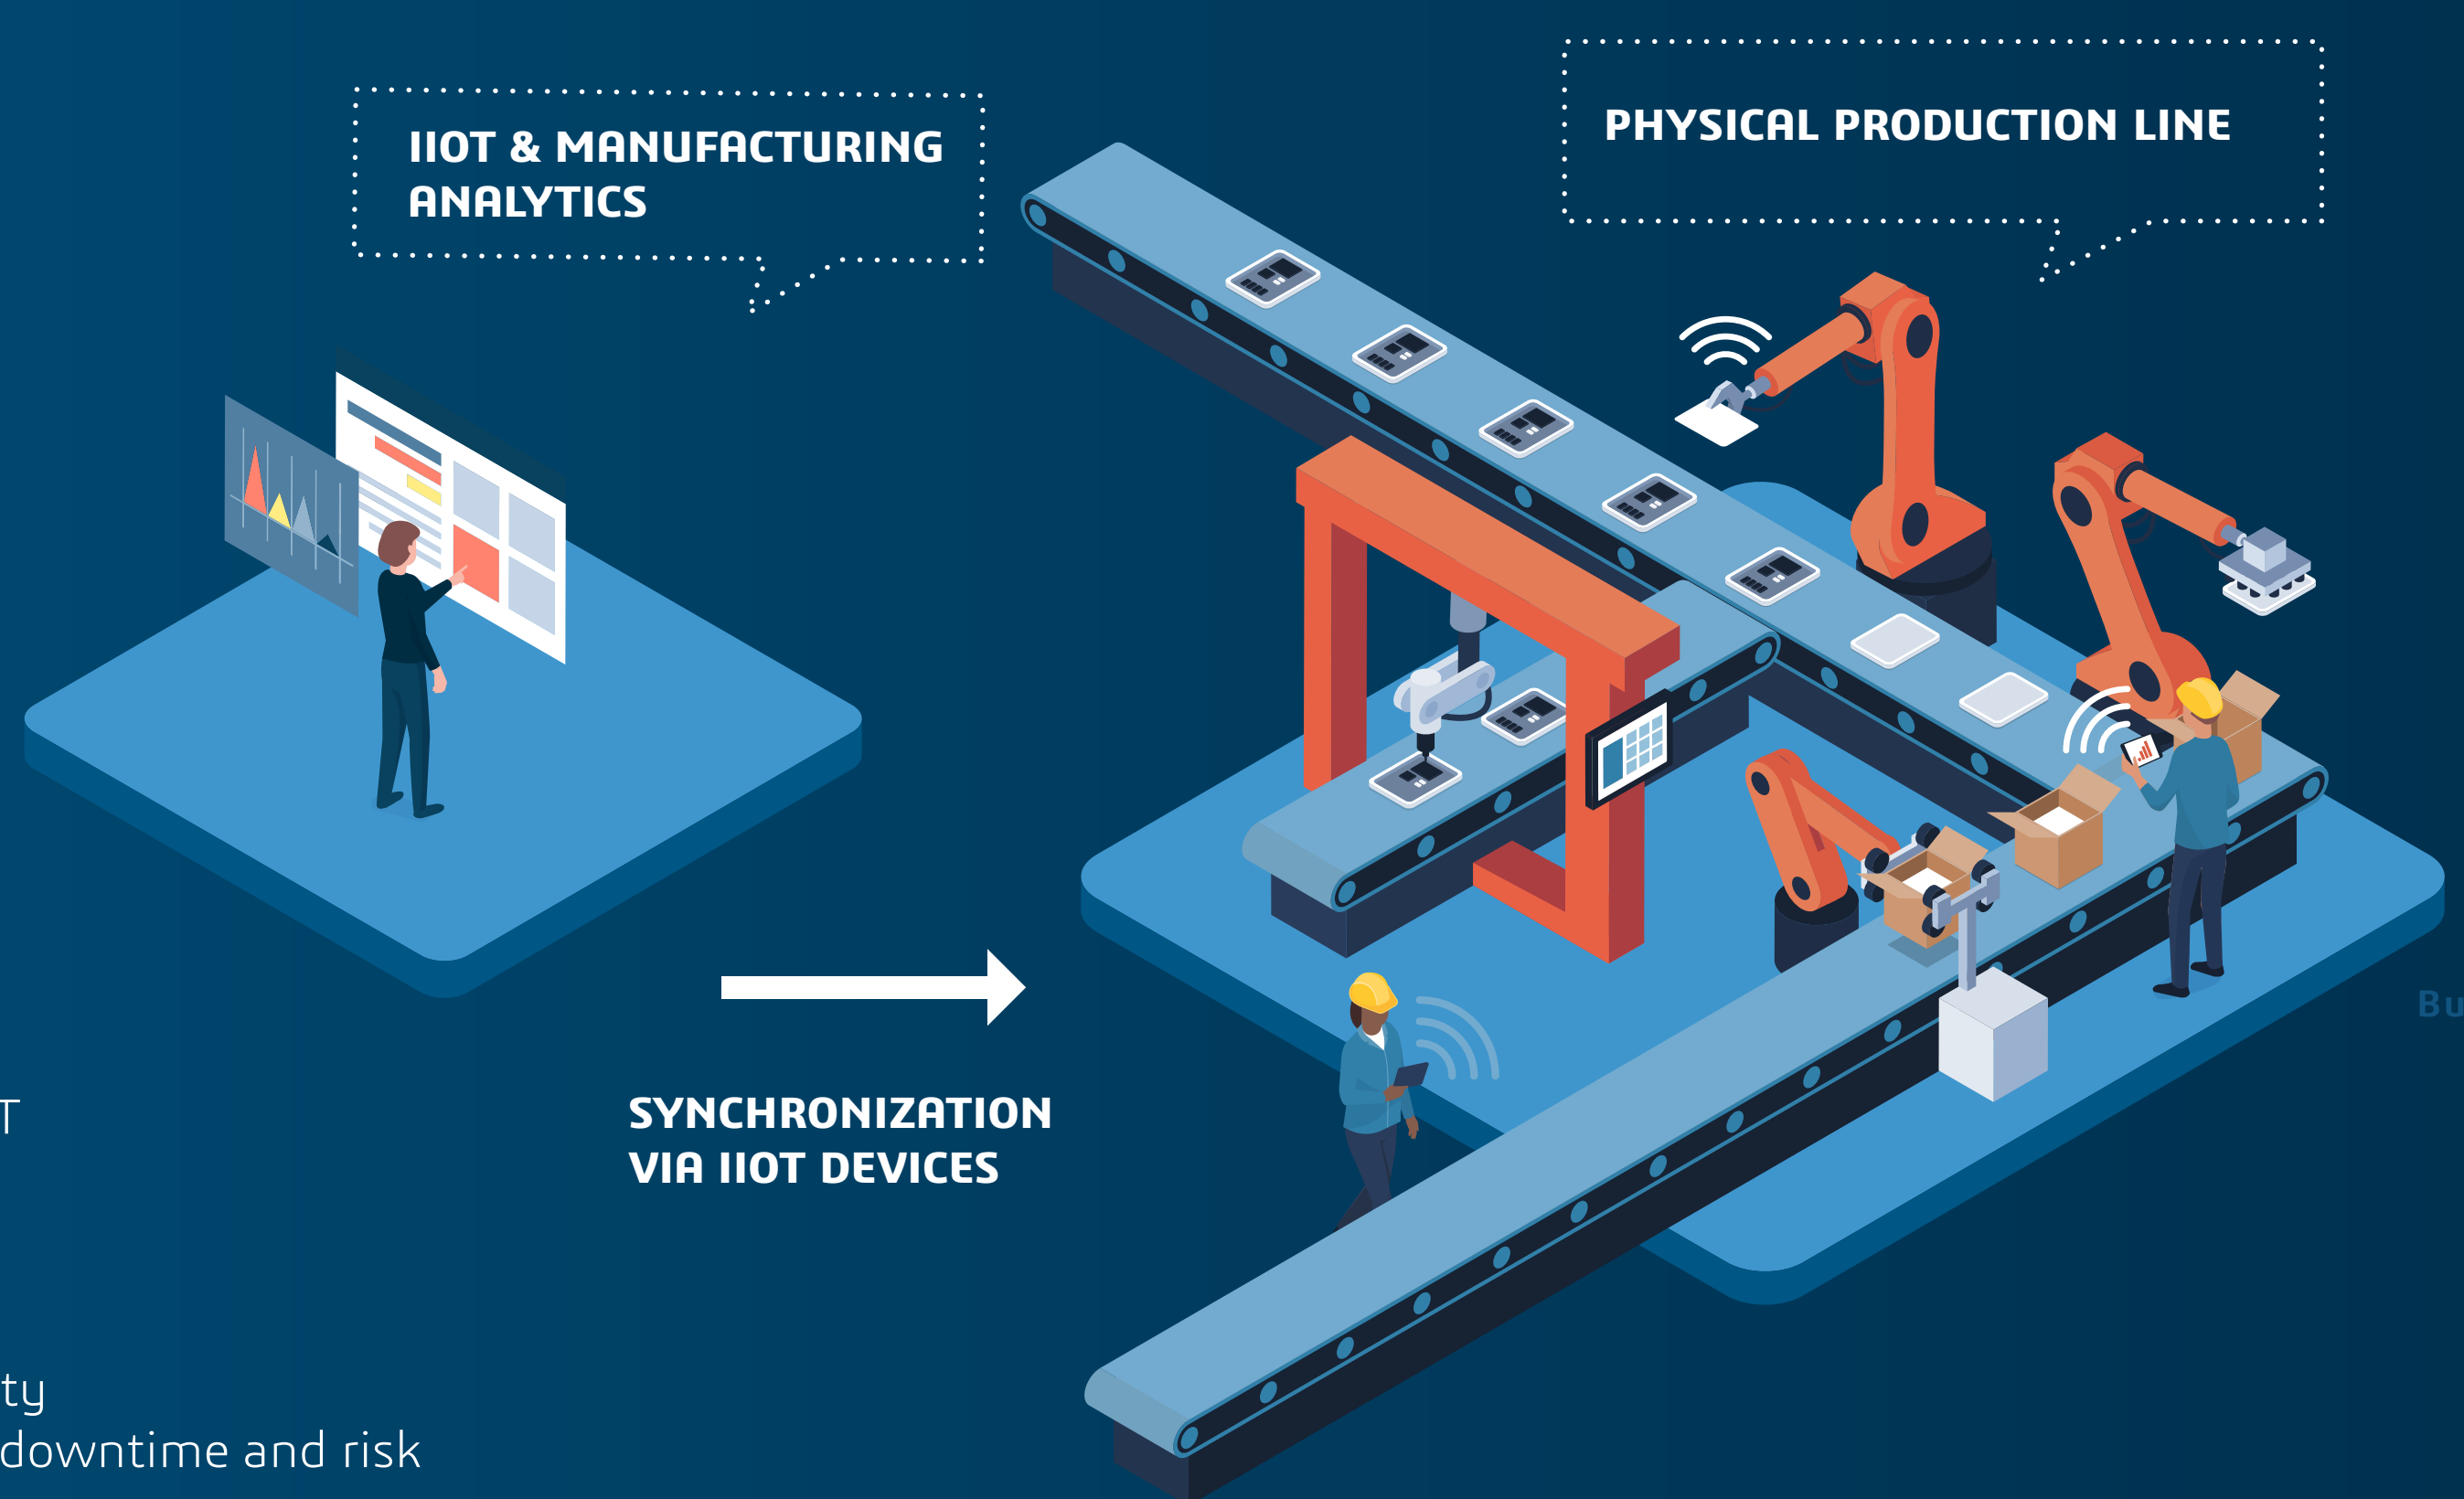 IIOT & MANUFACTURING
ANALYTICS
PHYSICAL PRODUCTION LINE
SYNCHRONIZATION
VIA IIOT DEVICES
T
ty
downtime and risk
Bu